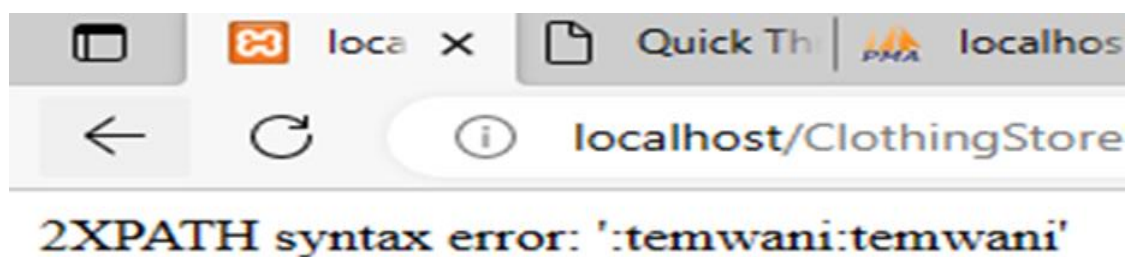 loca
Quick Th
PMA
localhos
localhost/ClothingStore
2XPATH syntax error: ':temwani:temwani'